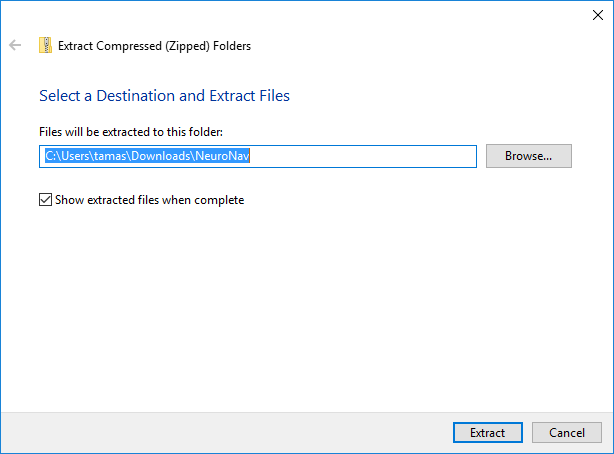 Extract Compressed (Zipped) Folders
Select a Destination and Extract Files
Files will be extracted to this folder:
C:\Users\tamas\Downloads\NeuroNav
Browse...
Show extracted files when complete
Extract
Cancel